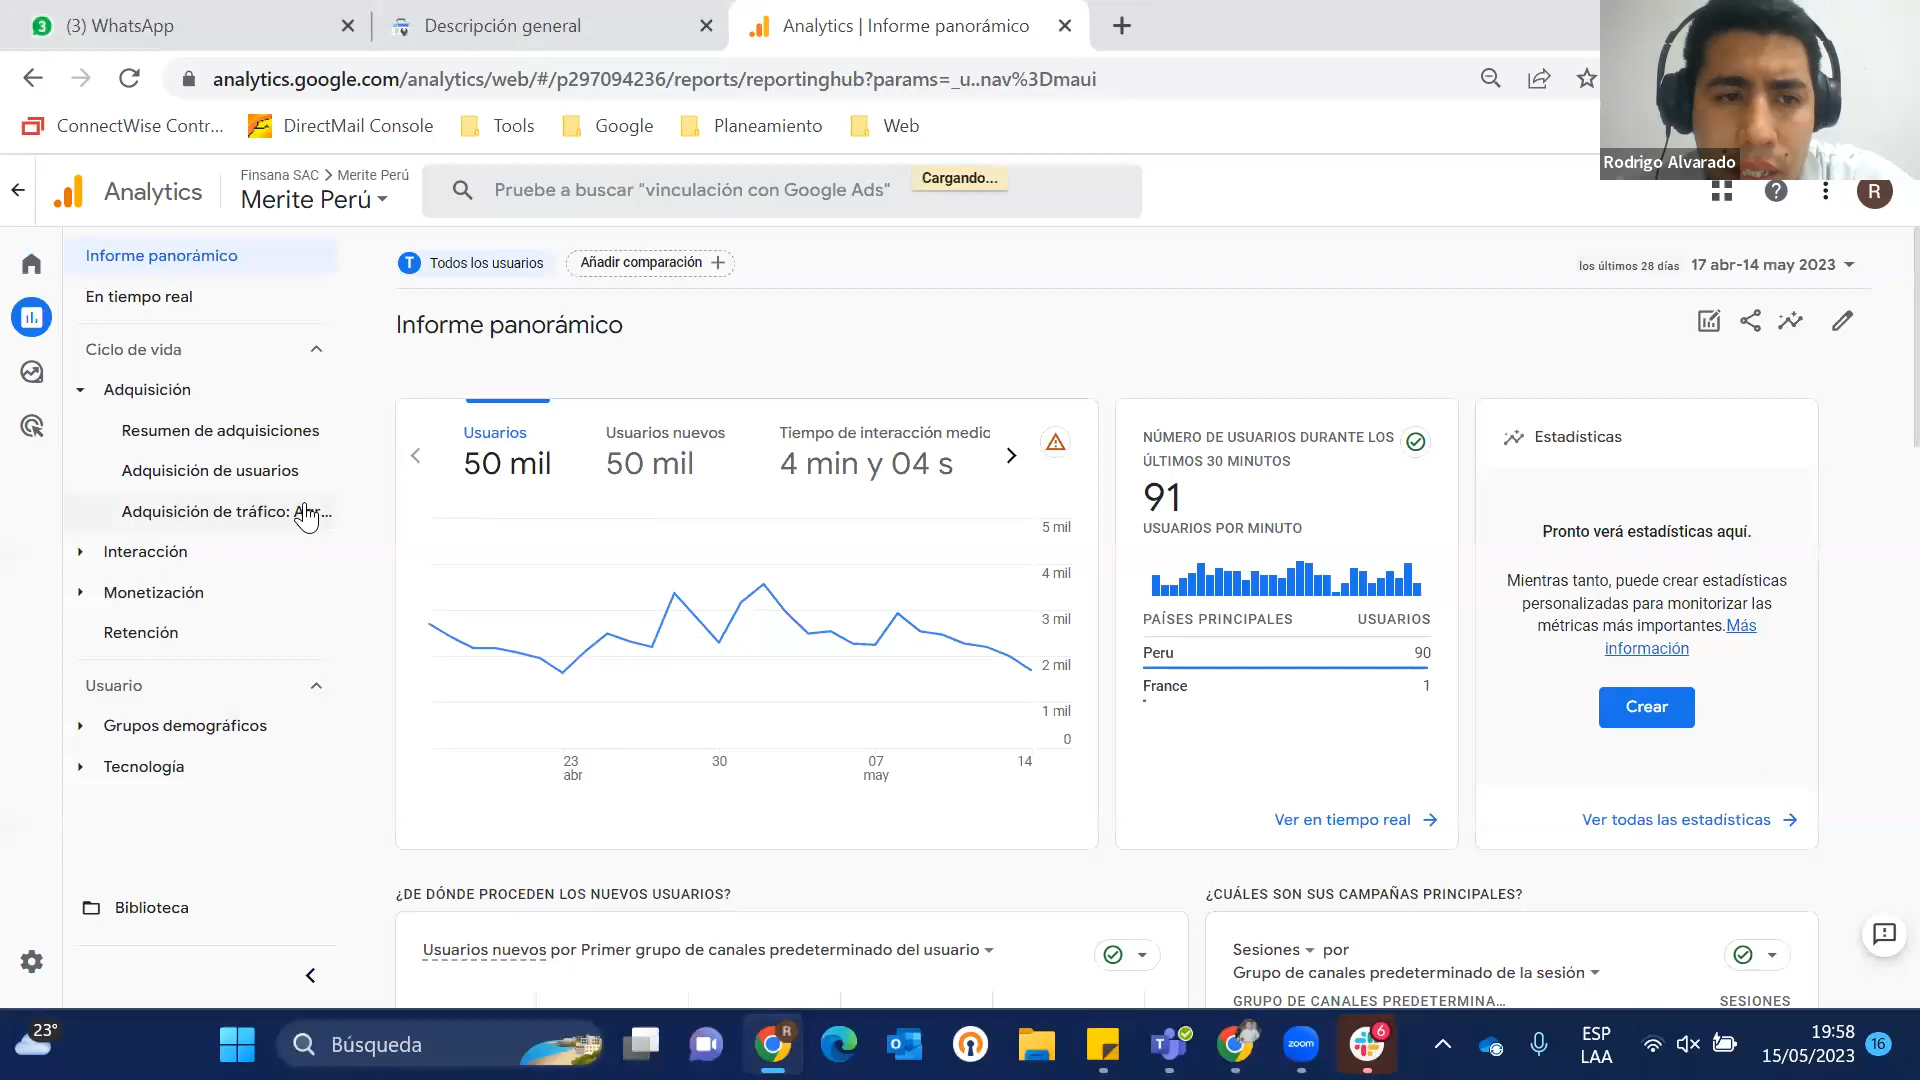 (3) WhatsApp
Descripción general
Analytics | Informe panorámico
analytics.google.com/analytics/web/#/p297094236/reports/reportinghub?params=_u..nav%3Dmaui
ConnectWise Contr...
DirectMail Console
Tools
Google
Planeamiento
Web
Rodrigo Alvarado
Analytics
Finsana SAC > Merite Perú
Merite Perú
Pruebe a buscar "vinculación con Google Ads"
Cargando...
R
Informe panorámico
En tiempo real
Ciclo de vida
Adquisición
Resumen de adquisiciones
Adquisición de usuarios
Adquisición de tráfico:
Interacción
Monetización
Retención
Usuario
Grupos demográficos
Tecnología
Biblioteca
T Todos los usuarios
Añadir comparación +
los últimos 28 días 17 abr-14 may 2023
Informe panorámico
Usuarios
50 mil
Usuarios nuevos
50 mil
Tiempo de interacción medic
4 min y 04 s
5 mil
4 mil
3 mil
2 mil
1 mil
0
23
abr
30
07
may
14
NÚMERO DE USUARIOS DURANTE LOS
ÚLTIMOS 30 MINUTOS
91
USUARIOS POR MINUTO
PAÍSES PRINCIPALES USUARIOS
Peru 90
France 1
Ver en tiempo real
Estadísticas
Pronto verá estadísticas aquí.
Mientras tanto, puede crear estadísticas
personalizadas para monitorizar las
métricas más importantes.Más
información
Crear
Ver todas las estadísticas
¿DE DÓNDE PROCEDEN LOS NUEVOS USUARIOS?
Usuarios nuevos por Primer grupo de canales predeterminado del usuario
¿CUÁLES SON SUS CAMPAÑAS PRINCIPALES?
Sesiones por
Grupo de canales predeterminado de la sesión
GRUPO DE CANALES PREDETERMINA... SESIONES
23°
Búsqueda
R
zoom
6
ESP
LAA
19:58
15/05/2023
16